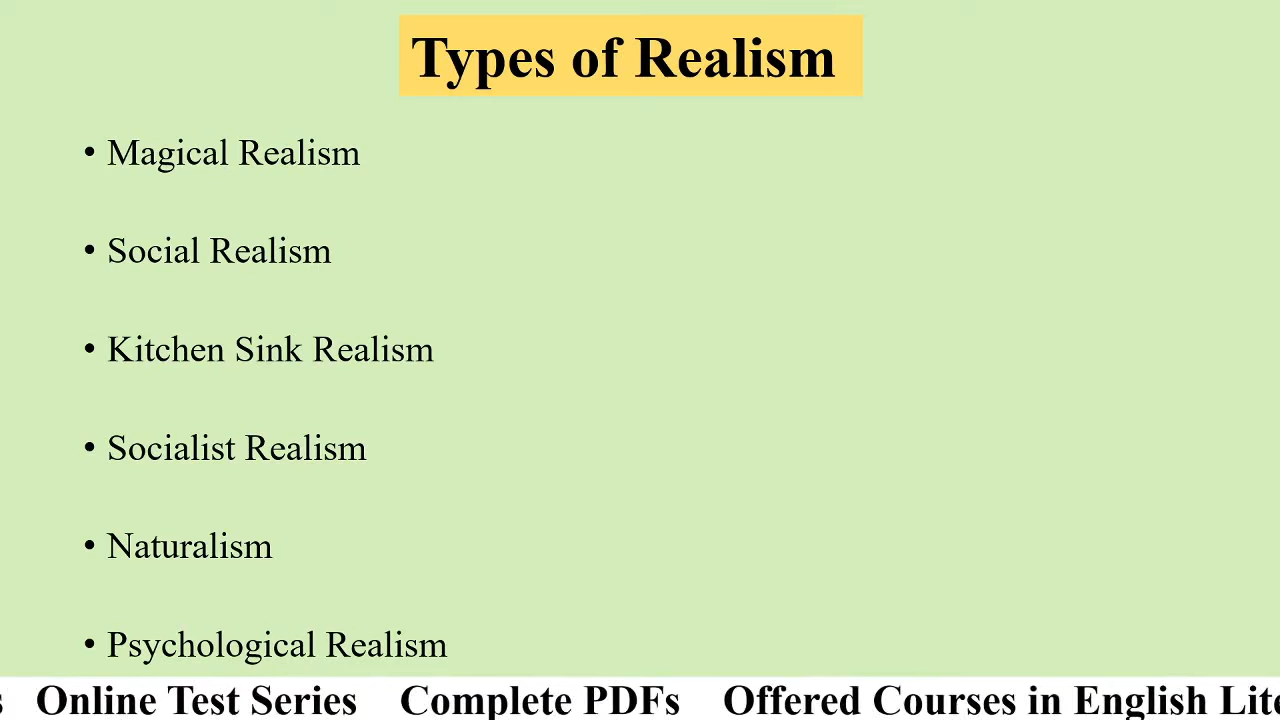 Types of Realism
• Magical Realism
• Social Realism
• Kitchen Sink Realism
• Socialist Realism
• Naturalism
• Psychological Realism
s Online Test Series Complete PDFs Offered Courses in English Lite